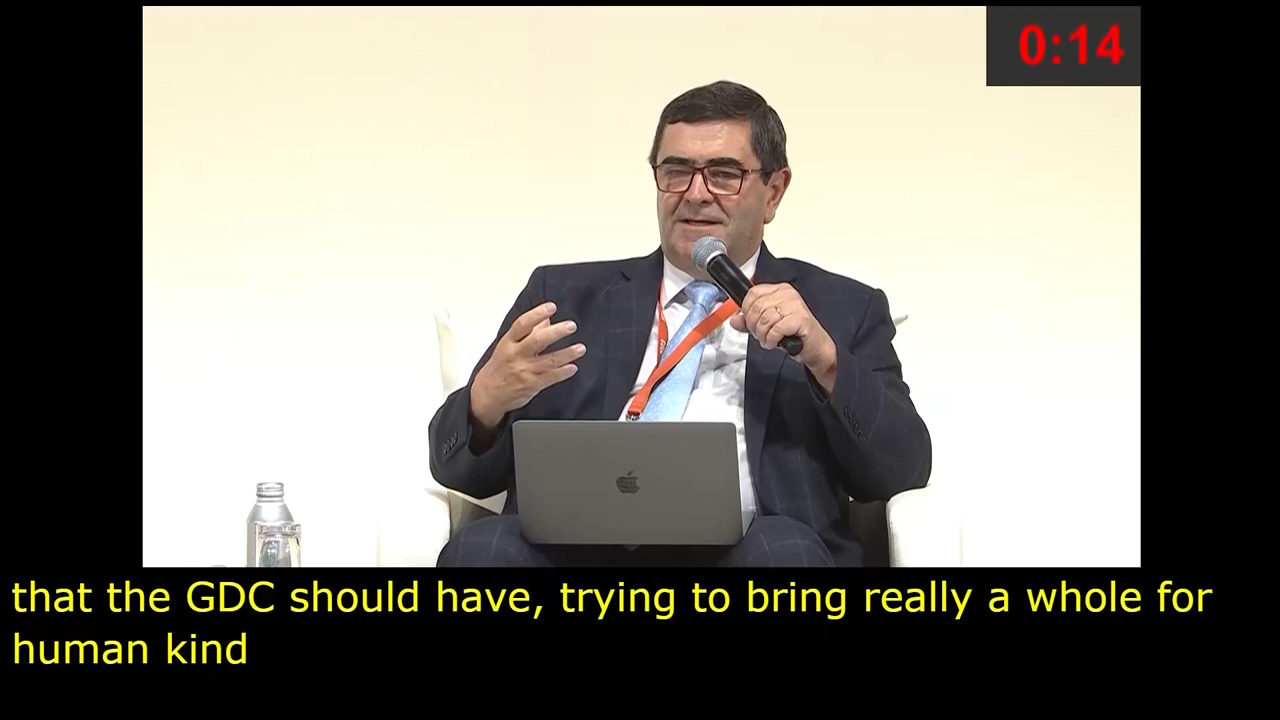 0:14
that the GDC should have, trying to bring really a whole for
human kind